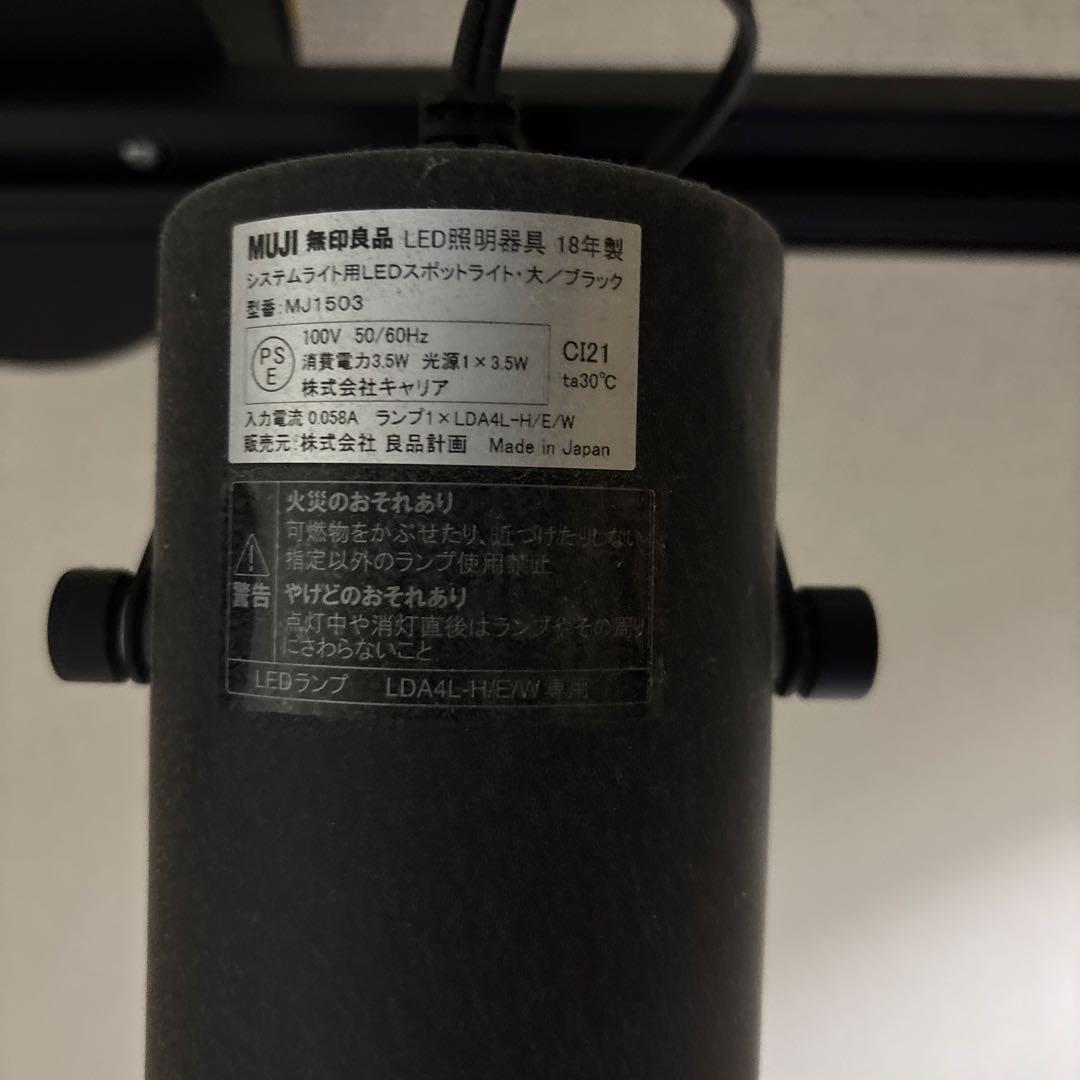 MUJI 無印良品 LED照明器具 18年製
システムライト用LEDスポットライト・大/ブラック
型番:MJ1503
PS
E
100V 50/60Hz
消費電力3.5W 光源1×3.5W
株式会社キャリア
CI21
ta30℃
入力電流 0.058A ランプ1×LDA4L-H/E/W
販売元:株式会社 良品計画 Made in Japan
警告
火災のおそれあり
可燃物をかぶせたり、近づけたりしない
指定以外のランプ使用禁止
やけどのおそれあり
点灯中や消灯直後はランプやその周り
にさわらないこと
LEDランプ LDA4L-H/E/W専用